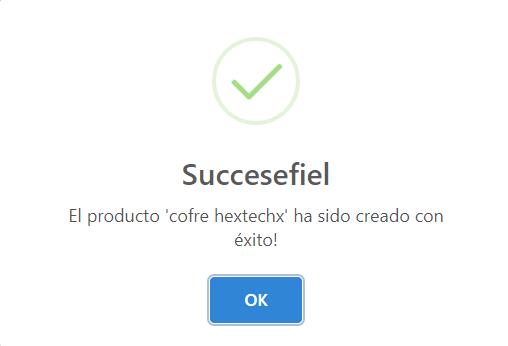 Succesefiel
El producto 'cofre hextechx' ha sido creado con
éxito!
OK